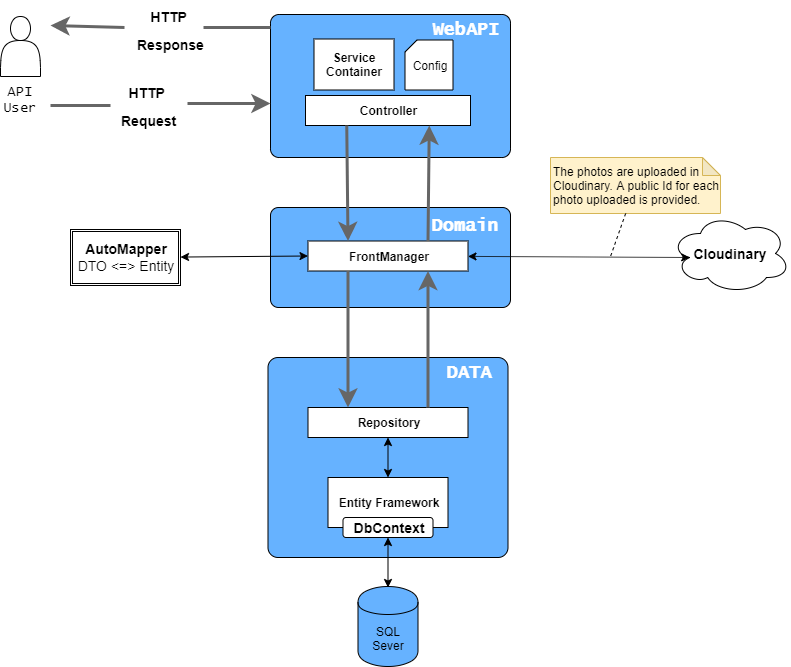 HTTP
Response
WebAPI
Service
Container
Config
API
User
HTTP
Request
Controller
The photos are uploaded in
Cloudinary. A public Id for each
photo uploaded is provided.
Domain
AutoMapper
DTO <=> Entity
FrontManager
Cloudinary
DATA
Repository
Entity Framework
DbContext
SQL
Sever